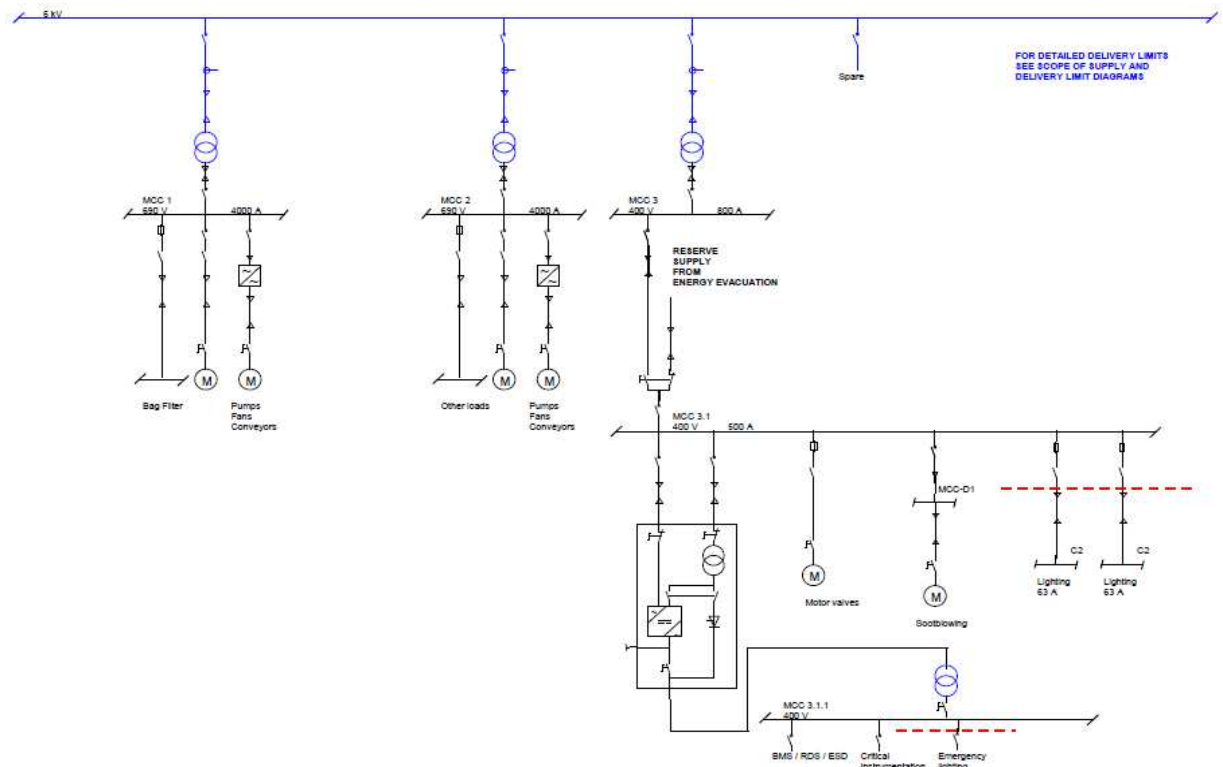 6 kV
FOR DETAILED DELIVERY LIMITS
SEE SCOPE OF SUPPLY AND
DELIVERY LIMIT DIAGRAMS
Spare
MCC 1
690 V
4000 A
MCC 2
690 V
4000 A
MCC 3
400 V
800 A
RESERVE
SUPPLY
FROM
ENERGY EVACUATION
M
M
M
M
Bag Filter
Pumps
Fans
Conveyors
Other loads
Pumps
Fans
Conveyors
MCC 3.1
400 V
500 A
MCC-D1
C2
C2
M
Motor valves
M
Sootblowing
Lighting
63 A
Lighting
63 A
MCC 3.1.1
400 V
BMS / RDS / ESD
Critical
Instrumentation
Emergency
lighting